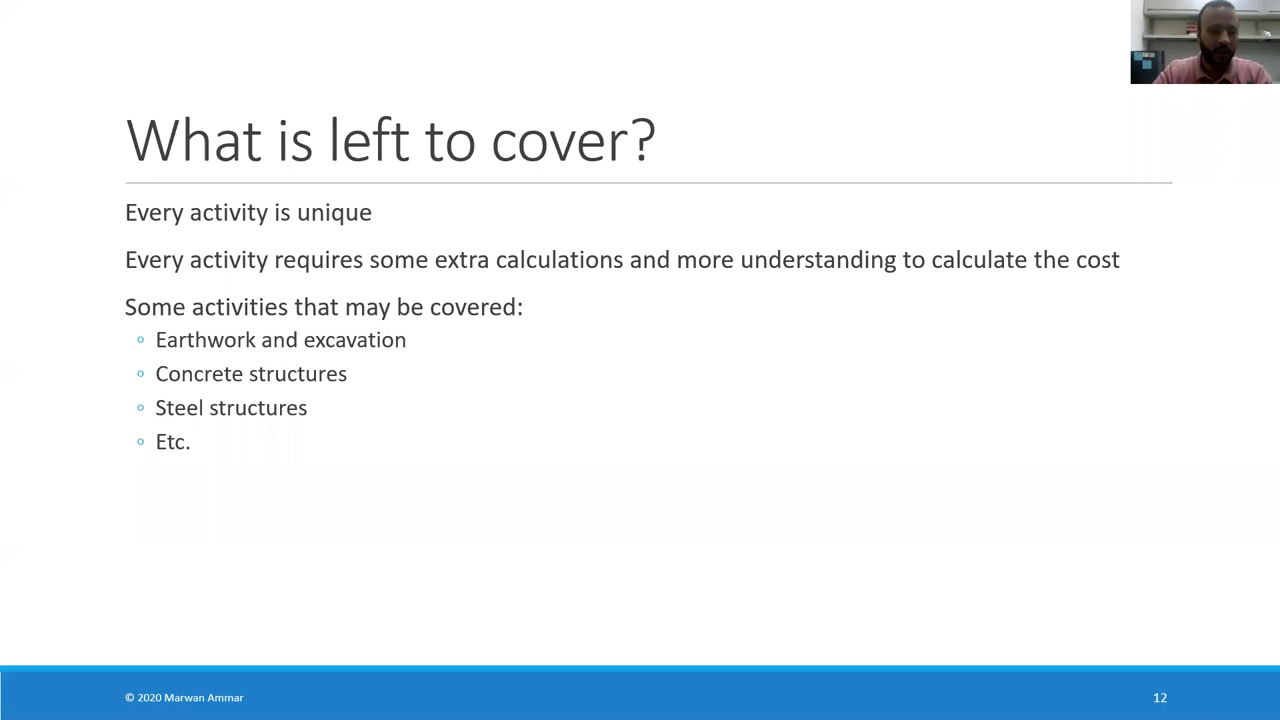 What is left to cover?
Every activity is unique
Every activity requires some extra calculations and more understanding to calculate the cost
Some activities that may be covered:
Earthwork and excavation
Concrete structures
Steel structures
Etc.
© 2020 Marwan Ammar
12